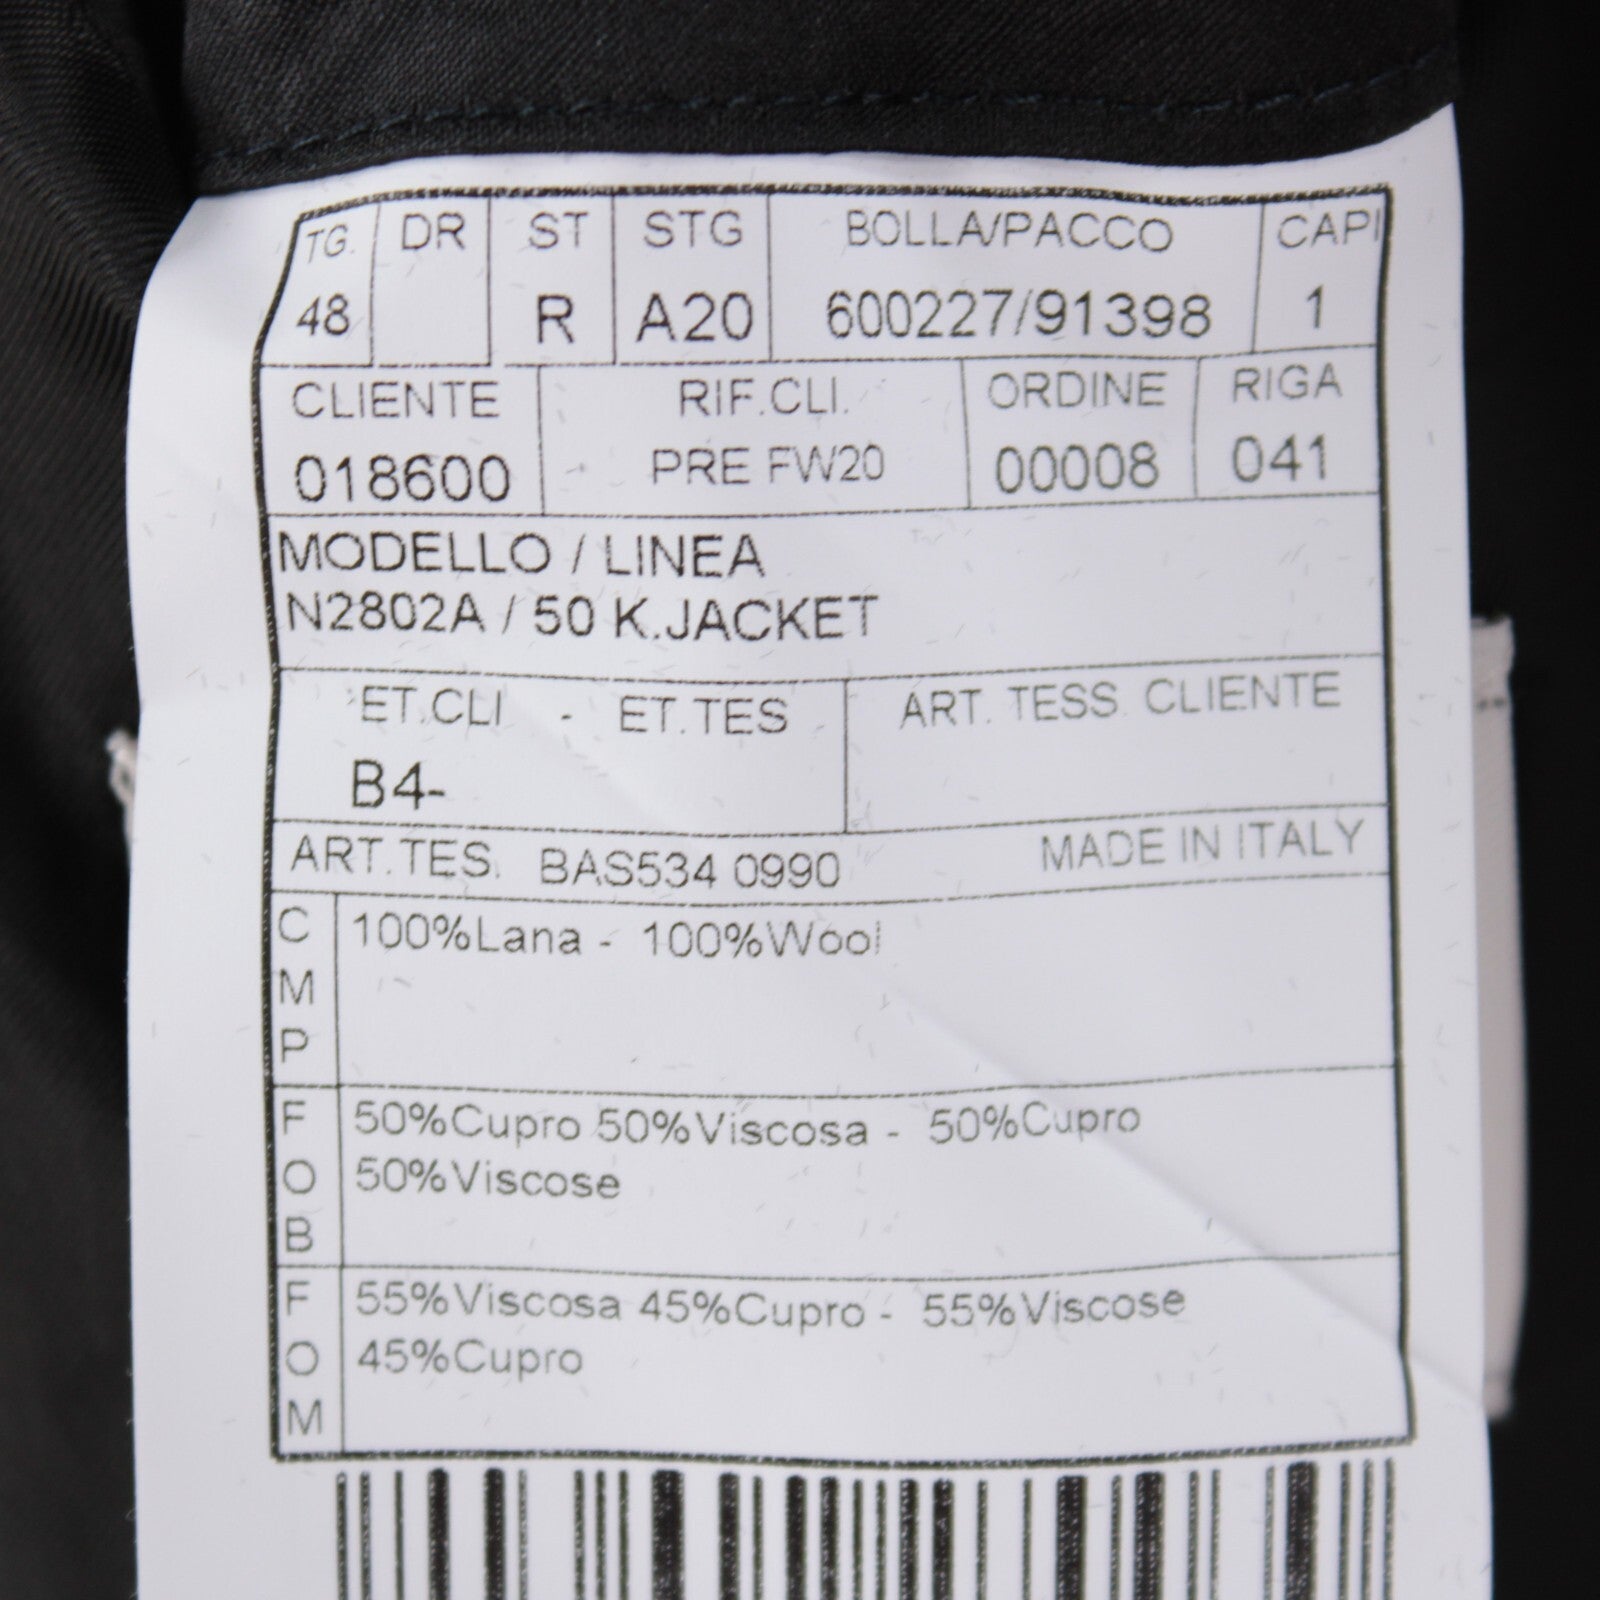 TG. DR ST STG BOLLA/PACCO CAPI
48 R A20 600227/91398 1
CLIENTE RIF.CLI. ORDINE RIGA
018600 PRE FW20 00008 041
MODELLO / LINEA
N2802A / 50 K.JACKET
ET.CLI - ET.TES ART. TESS. CLIENTE
B4-
ART.TES. BAS534 0990 MADE IN ITALY
CMP 100%Lana - 100%Wool
FOB 50%Cupro 50%Viscosa - 50%Cupro
50%Viscose
FOM 55%Viscosa 45%Cupro - 55%Viscose
45%Cupro